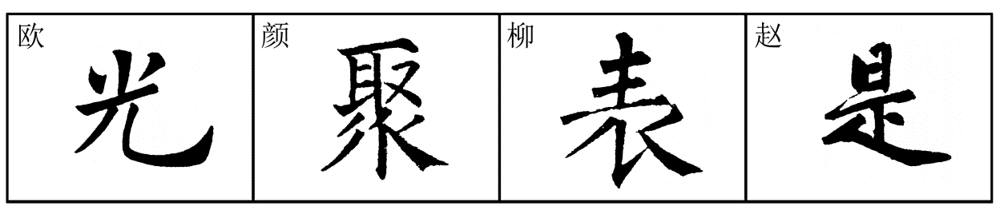 欧 颜 柳 赵
光 聚 表 是